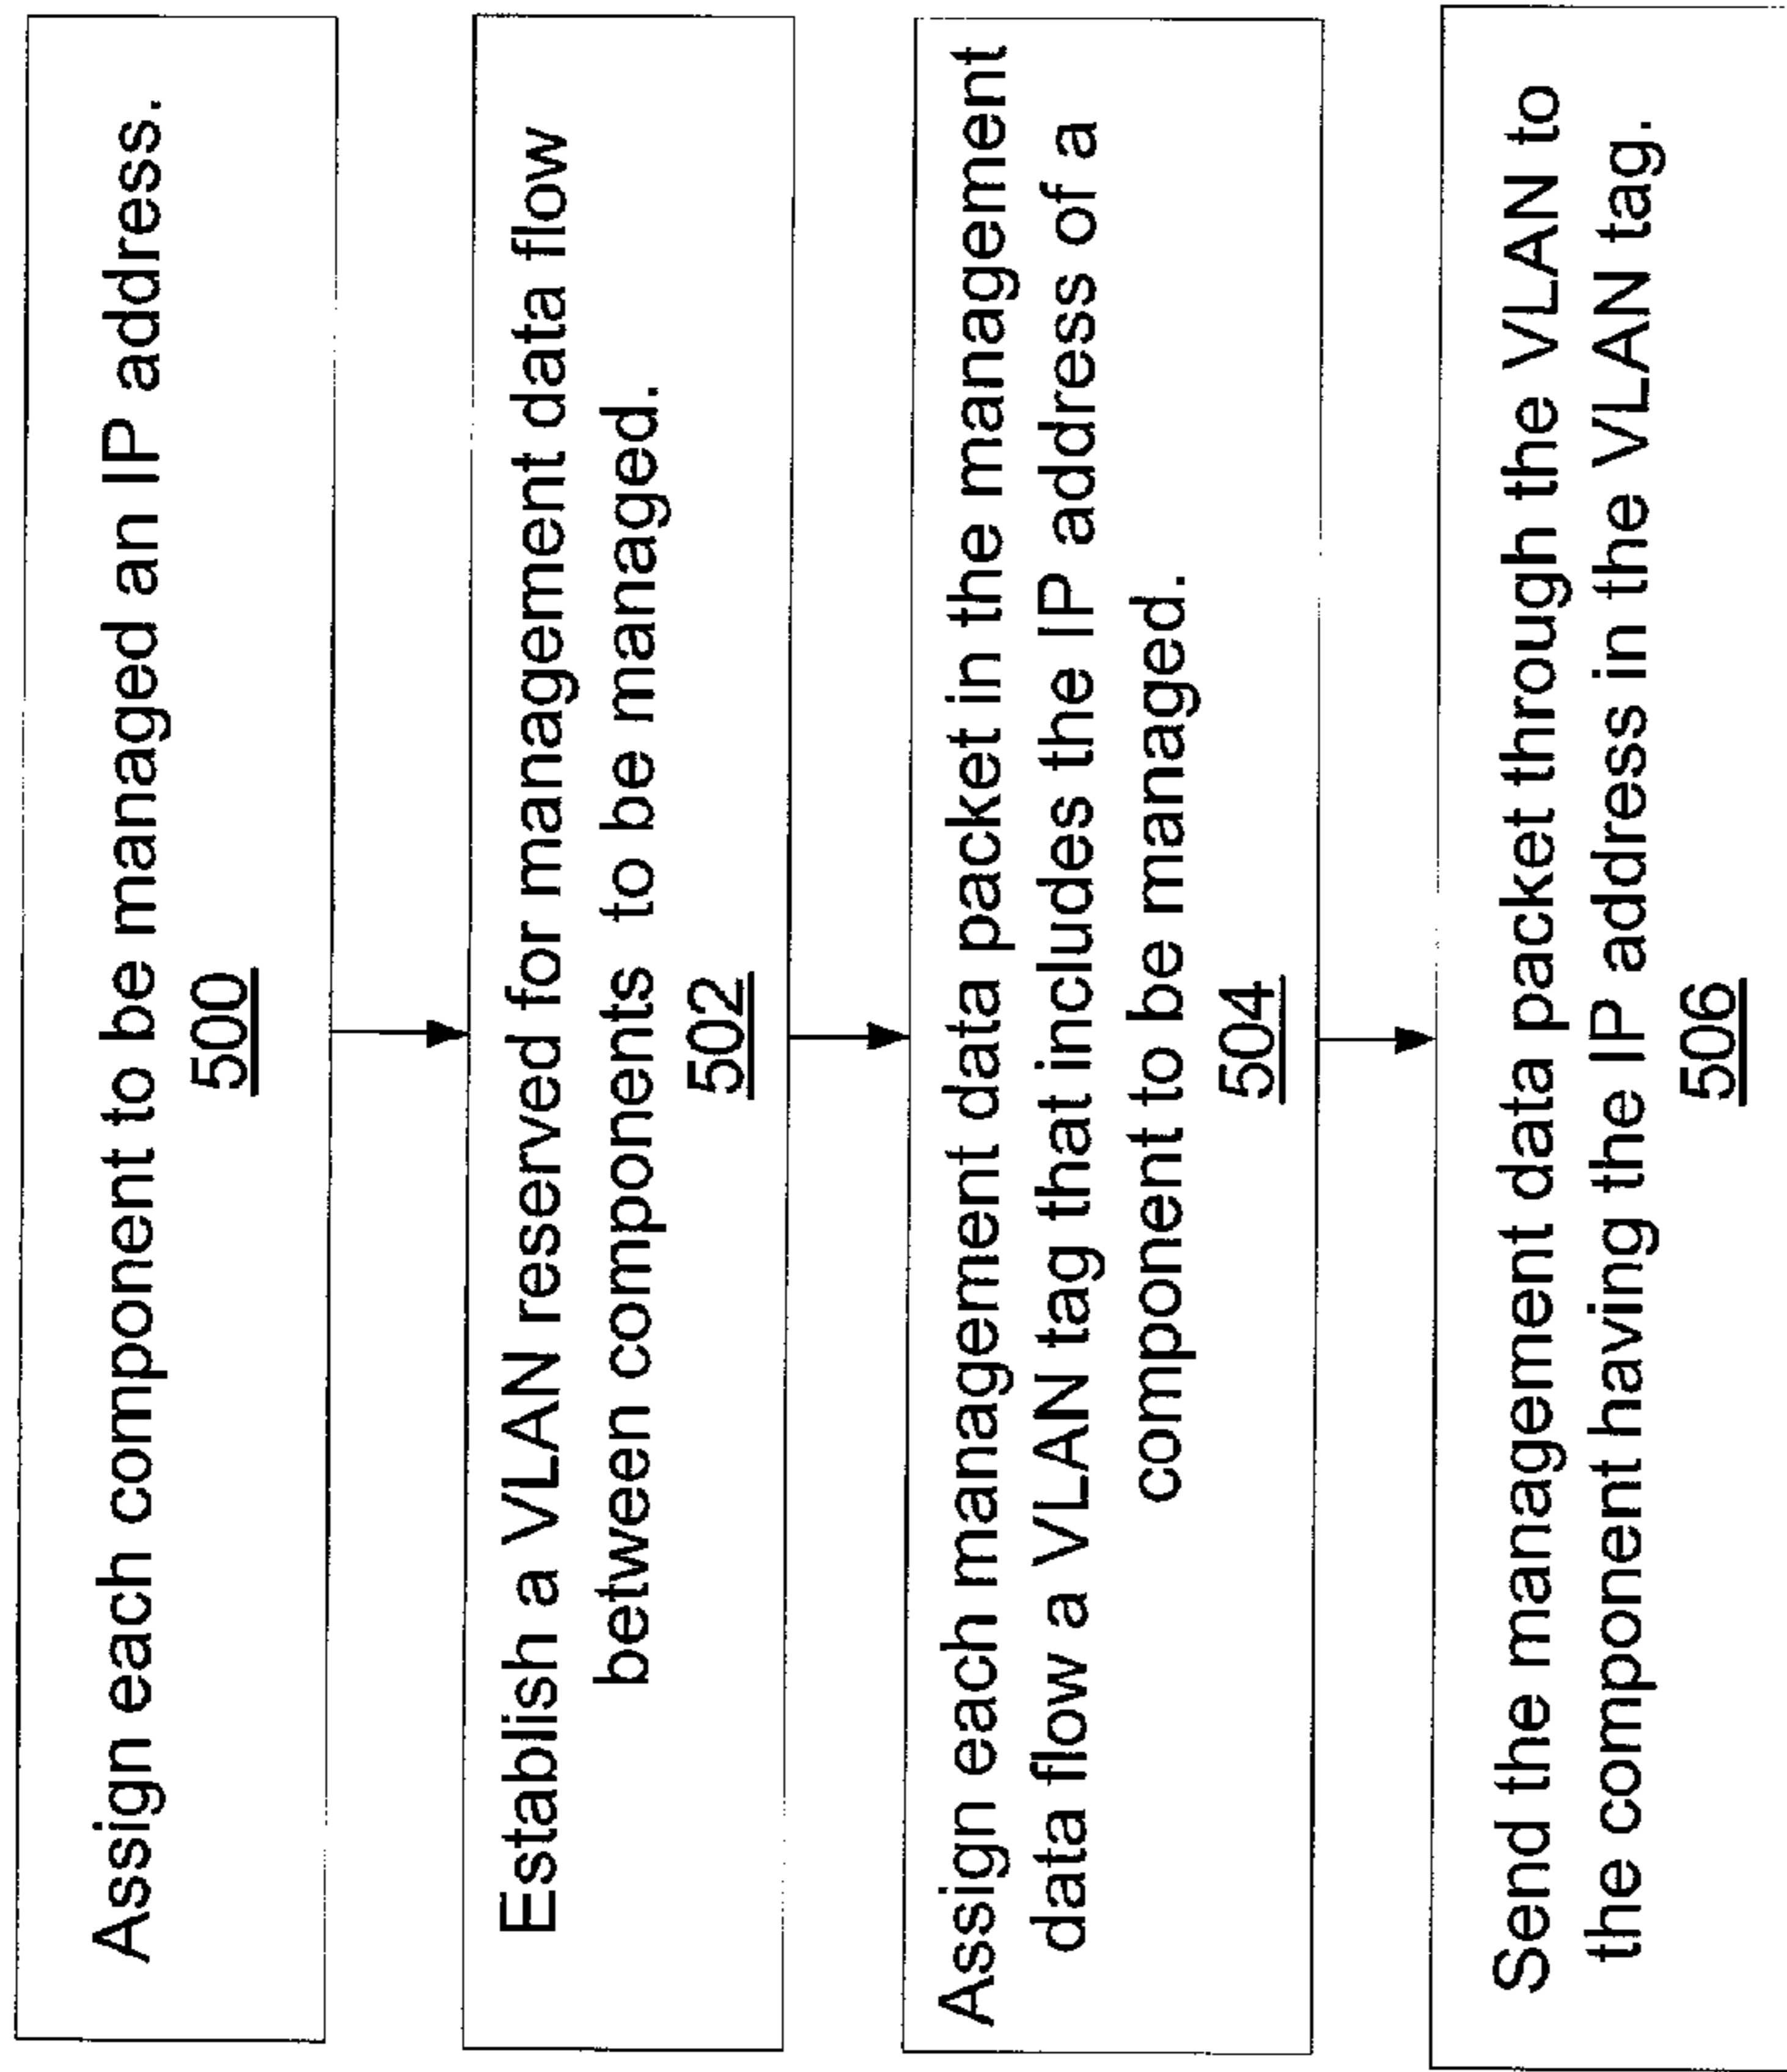 Assign each component to be managed an IP address.
500
Establish a VLAN reserved for management data flow
between components to be managed.
502
Assign each management data packet in the management
data flow a VLAN tag that includes the IP address of a
component to be managed.
504
Send the management data packet through the VLAN to
the component having the IP address in the VLAN tag.
506